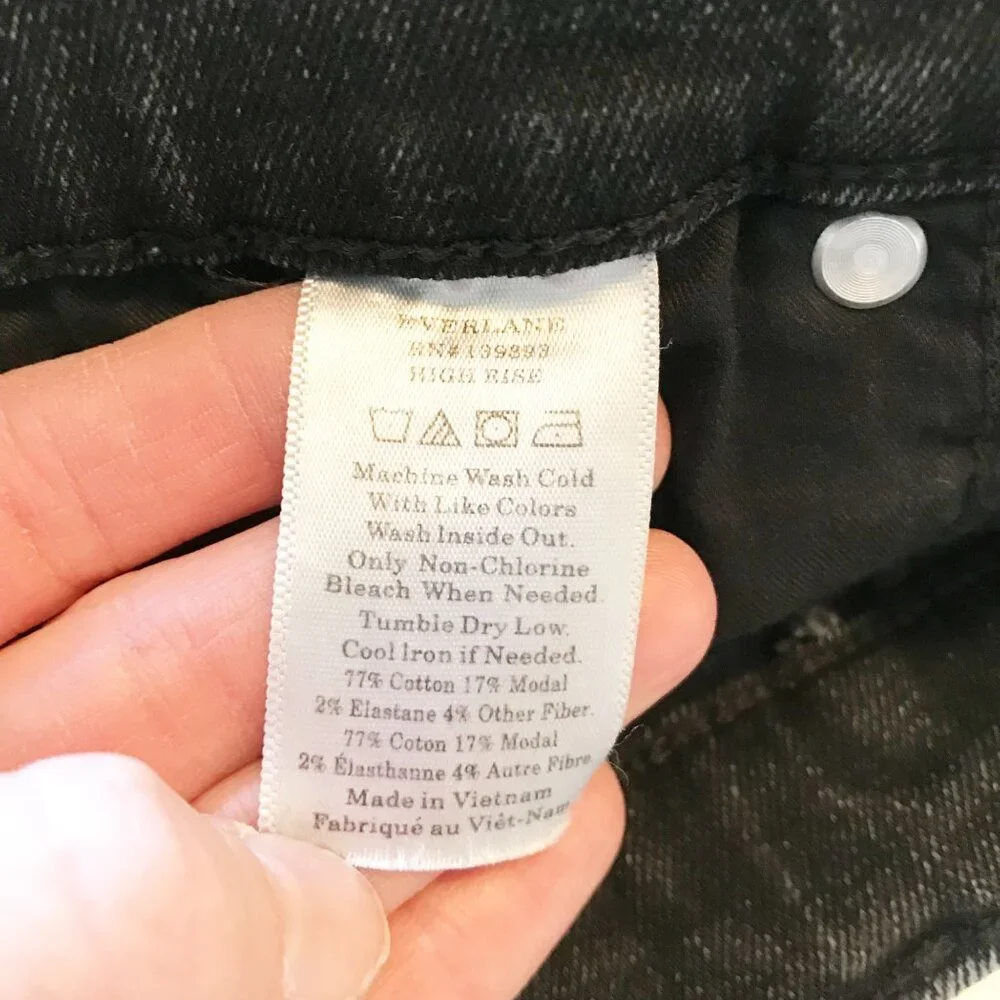 EVERLANE
RN# 139393
HIGH RISE
Machine Wash Cold
With Like Colors
Wash Inside Out.
Only Non-Chlorine
Bleach When Needed.
Tumble Dry Low.
Cool Iron if Needed.
77% Cotton 17% Modal
2% Elastane 4% Other Fiber.
77% Coton 17% Modal
2% Élasthanne 4% Autre Fibre.
Made in Vietnam
Fabriqué au Viêt-Nam